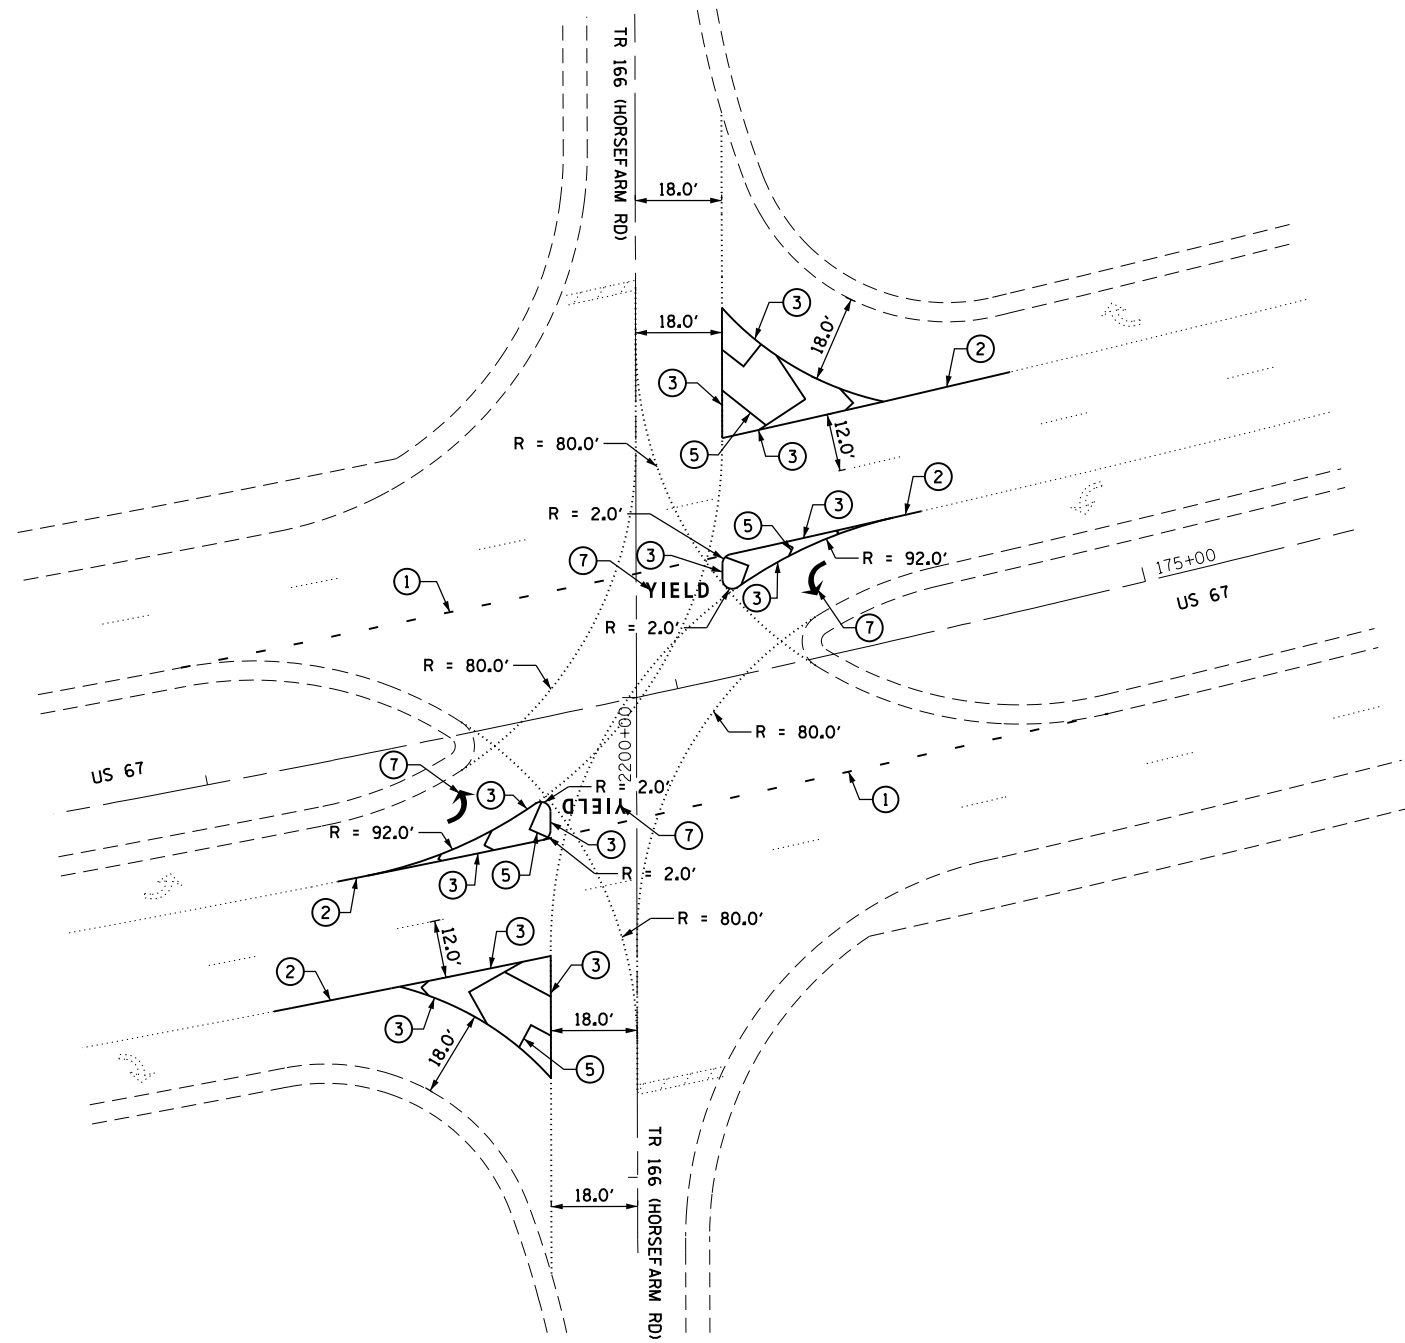 TR 166 (HORSEFARM RD)
18.0'
18.0'
3
18.0'
2
3
R = 80.0'
12.0'
5
3
2
R = 2.0'
3
5
3
R = 92.0'
7
175+00
1
YIELD
3
US 67
R = 2.0'
7
R = 80.0'
2200+00
R = 80.0'
US 67
7
3
R = 2.0'
1
YIELD
R = 92.0'
7
3
3
5
R = 2.0'
2
R = 80.0'
12.0'
3
2
3
3
18.0'
18.0'
5
TR 166 (HORSEFARM RD)
18.0'